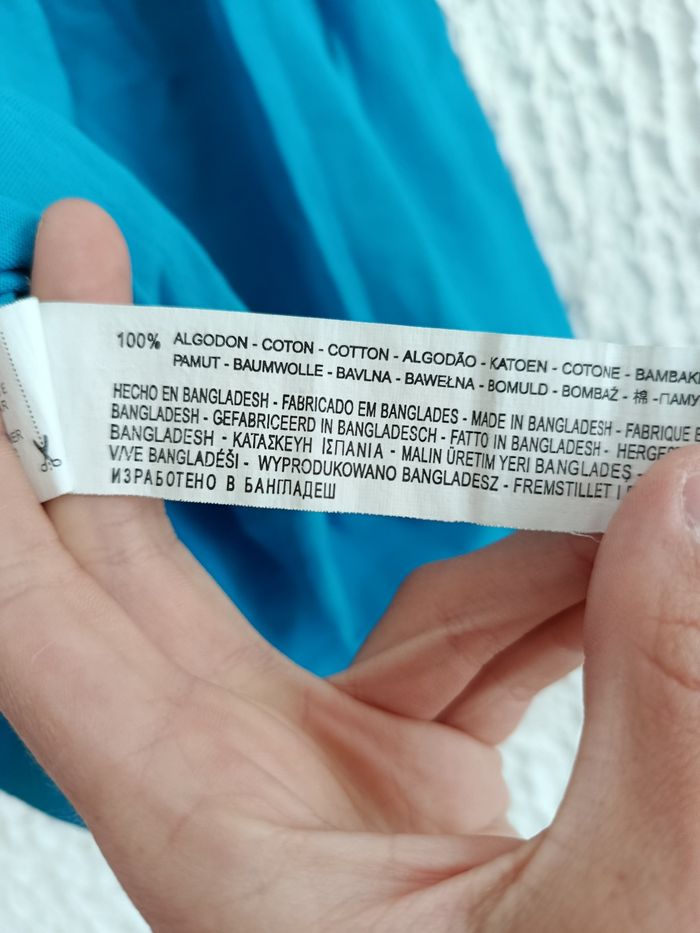 100% ALGODON - COTON - COTTON - ALGODÃO - KATOEN - COTONE -
PAMUT - BAUMWOLLE - BAVLNA - BAWEŁNA - BOMULD - BOMBAŽ - 棉 -
HECHO EN BANGLADESH - FABRICADO EM BANGLADES - MADE IN BANGLADESH - FABRIQUE
BANGLADESH - GEFABRICEERD IN BANGLADESCH - FATTO IN BANGLADESH -
BANGLADESH - ΚΑΤΑΣΚΕΥΗ ΙΣΠΑΝΙΑ - MALIN ÜRETIM YERI BANGLADEŞ -
V/VE BANGLADÉŠI - WYPRODUKOWANO BANGLADESZ - FREMSTILLET I
ИЗРАБОТЕНО В БАНГЛАДЕШ